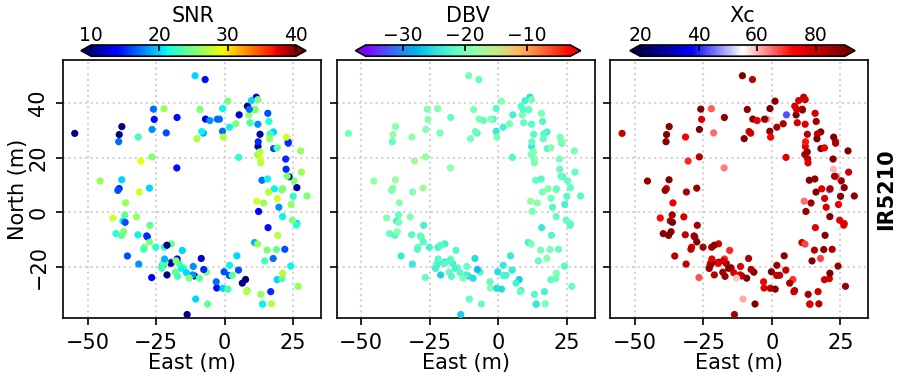 SNR DBV Xc
10 20 30 40 −30 −20 −10 20 40 60 80
40
20
0
−20
North (m)
IR5210
−50 −25 0 25 −50 −25 0 25 −50 −25 0 25
East (m) East (m) East (m)